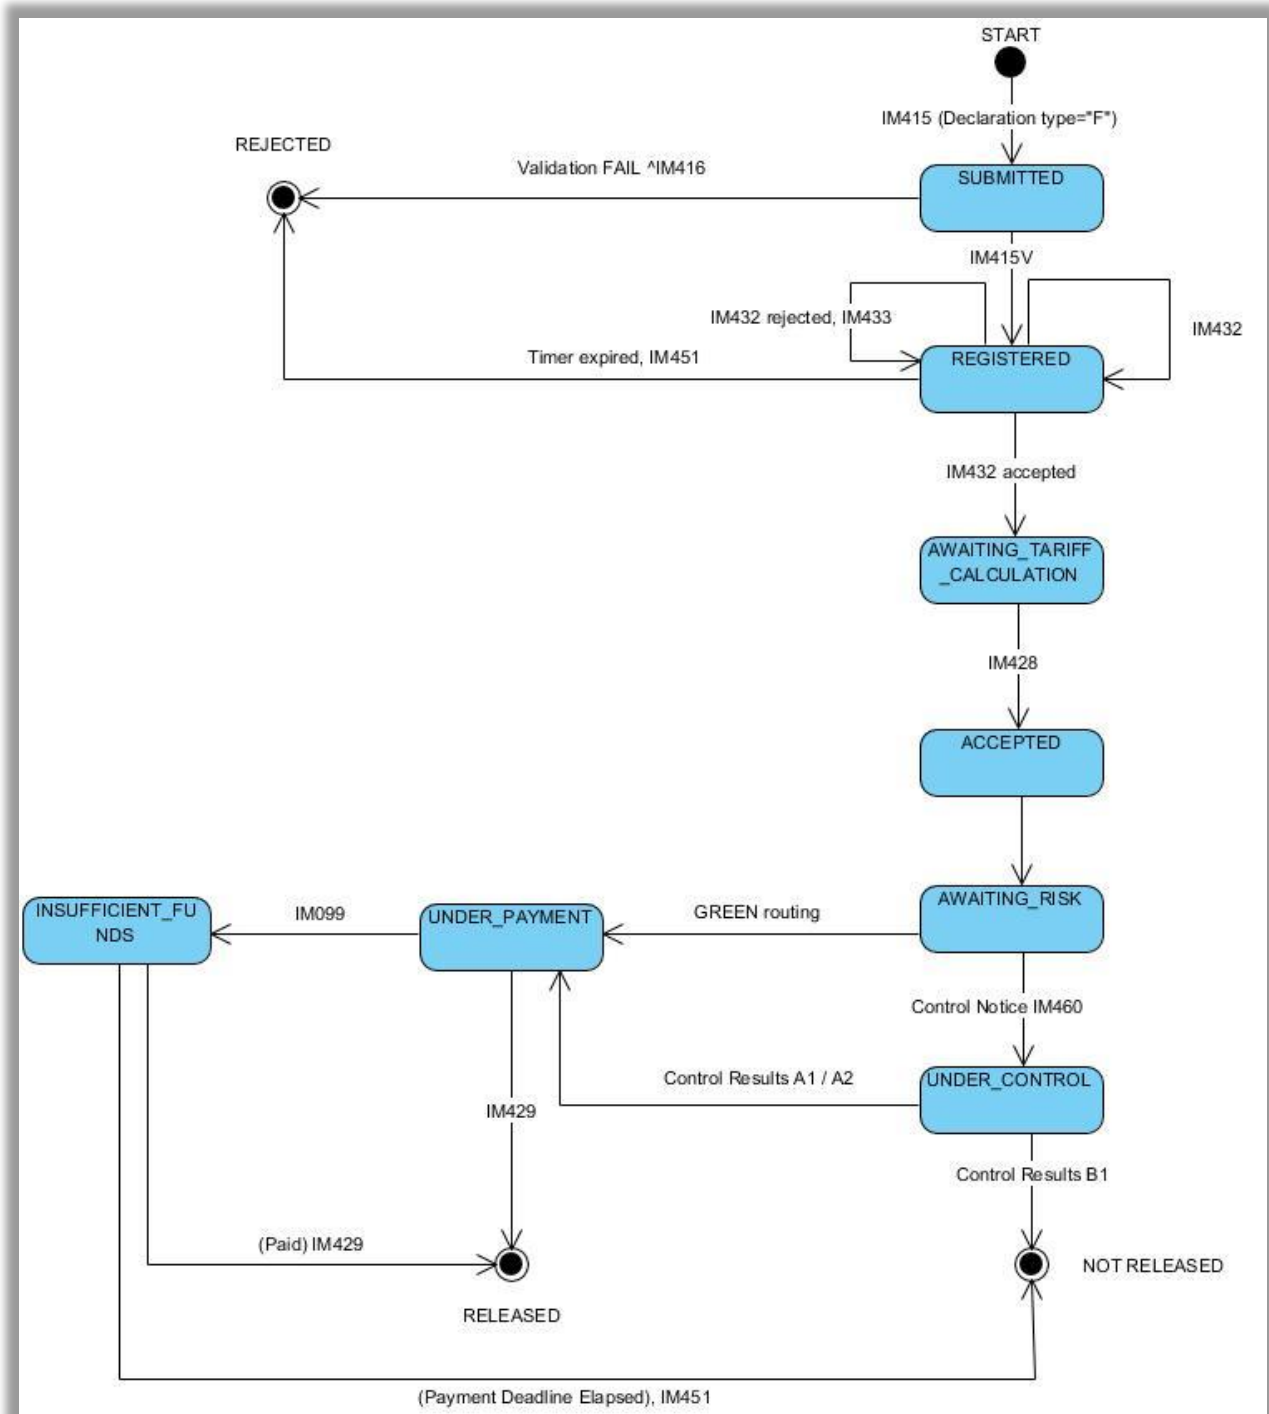 START
IM415 (Declaration type="F")
REJECTED
Validation FAIL ^IM416
SUBMITTED
IM415V
IM432 rejected, IM433
IM432
Timer expired, IM451
REGISTERED
IM432 accepted
AWAITING_TARIFF
_CALCULATION
IM428
ACCEPTED
INSUFFICIENT_FU
NDS
IM099
UNDER_PAYMENT
GREEN routing
AWAITING_RISK
Control Notice IM460
Control Results A1 / A2
UNDER_CONTROL
IM429
Control Results B1
(Paid) IM429
NOT RELEASED
RELEASED
(Payment Deadline Elapsed), IM451